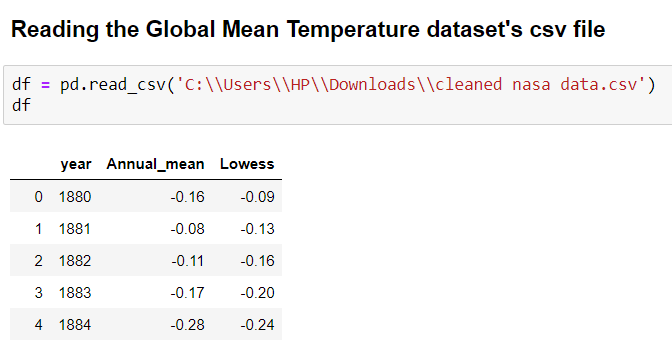 Reading the Global Mean Temperature dataset's csv file
df = pd.read_csv('C:\\Users\\HP\\Downloads\\cleaned nasa data.csv')
df
year Annual_mean Lowess
0 1880 -0.16 -0.09
1 1881 -0.08 -0.13
2 1882 -0.11 -0.16
3 1883 -0.17 -0.20
4 1884 -0.28 -0.24